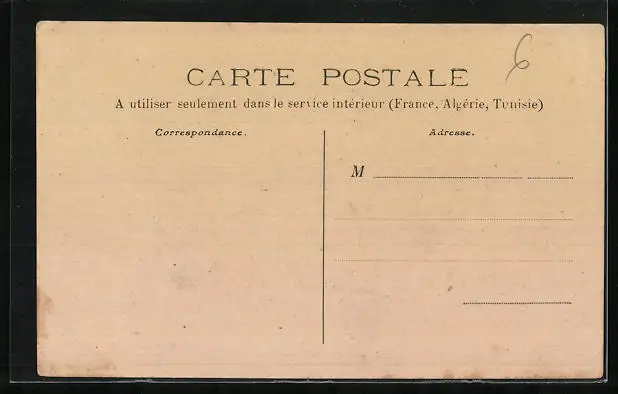 6
CARTE POSTALE
A utiliser seulement dans le service intérieur (France, Algérie, Tunisie)
Correspondance.
Adresse.
M